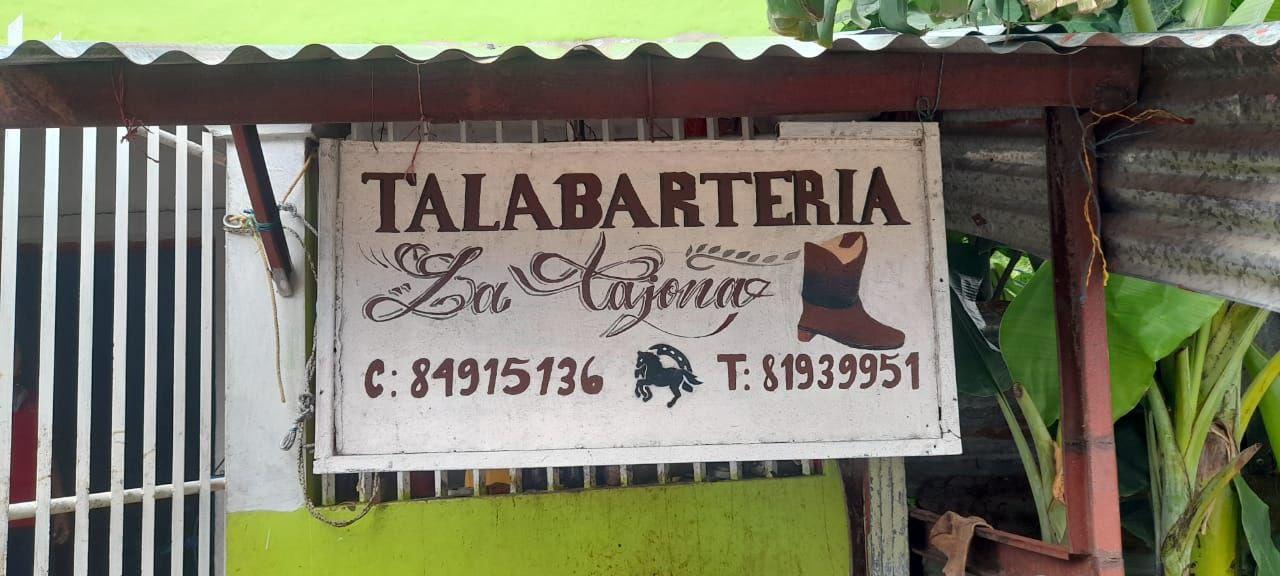 TALABARTERIA
La Tajona
C: 84915136 T: 81939951